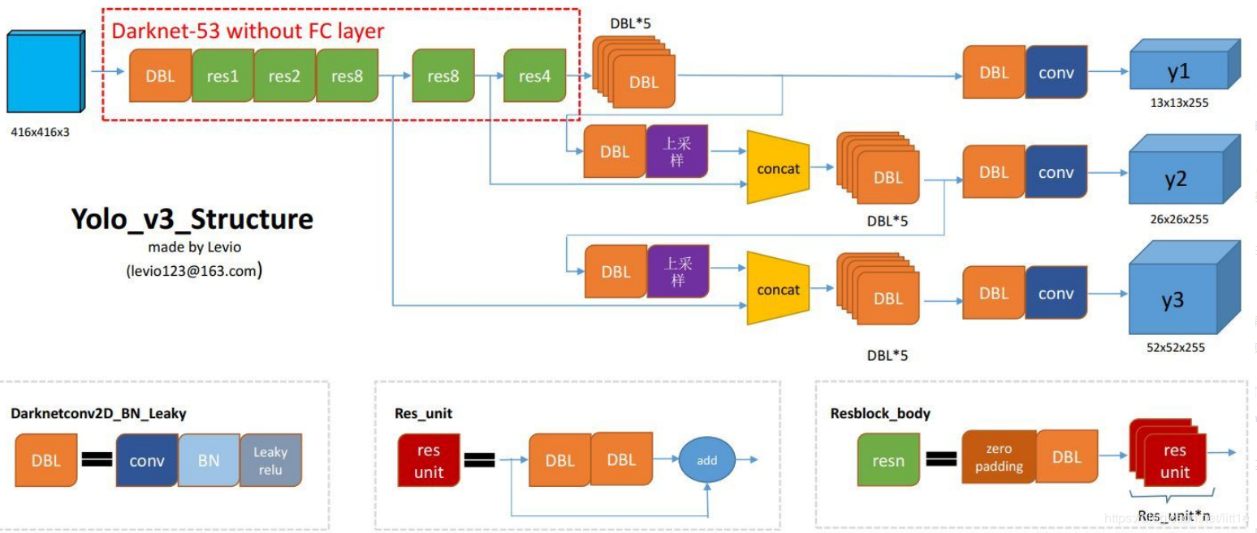 Darknet-53 without FC layer
DBL*5
DBL
res1
res2
res8
res8
res4
DBL
DBL
conv
y1
416x416x3
13x13x255
DBL
上采
样
concat
DBL
DBL*5
DBL
conv
y2
26x26x255
Yolo_v3_Structure
made by Levio
(levio123@163.com)
DBL
上采
样
concat
DBL
DBL*5
DBL
conv
y3
52x52x255
Darknetconv2D_BN_Leaky
DBL
conv
BN
Leaky
relu
Res_unit
res
unit
DBL
DBL
add
Resblock_body
resn
zero
padding
DBL
res
unit
Res_unit*n